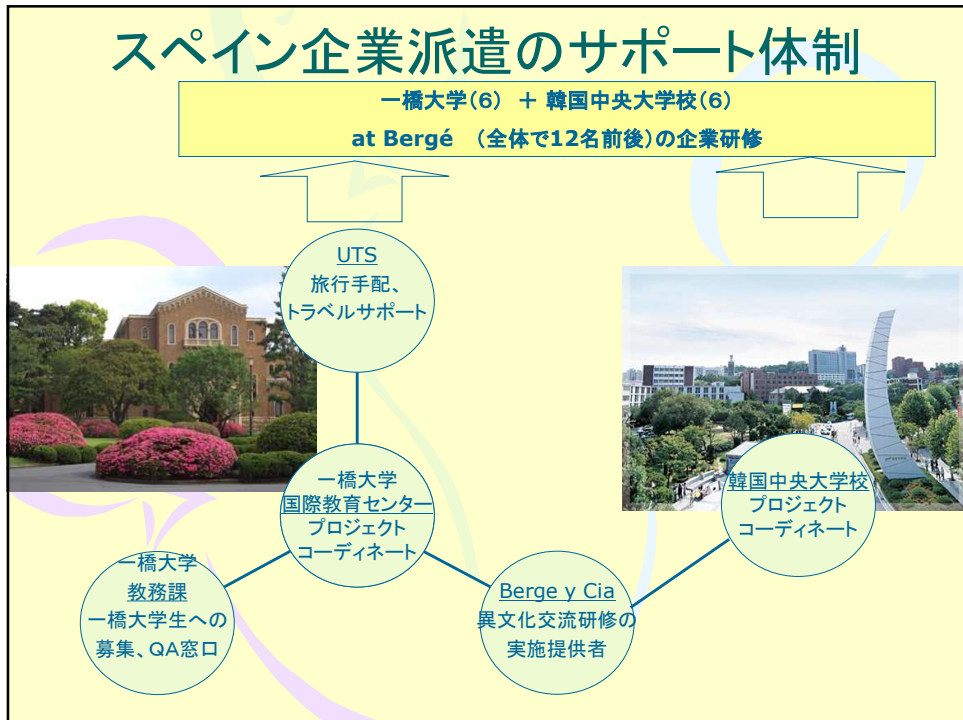 スペイン企業派遣のサポート体制
一橋大学(6) + 韓国中央大学校(6)
at Bergé (全体で12名前後)の企業研修
UTS
旅行手配、
トラベルサポート
一橋大学
国際教育センター
プロジェクト
コーディネート
韓国中央大学校
プロジェクト
コーディネート
一橋大学
教務課
一橋大学生への
募集、QA窓口
Berge y Cia
異文化交流研修の
実施提供者